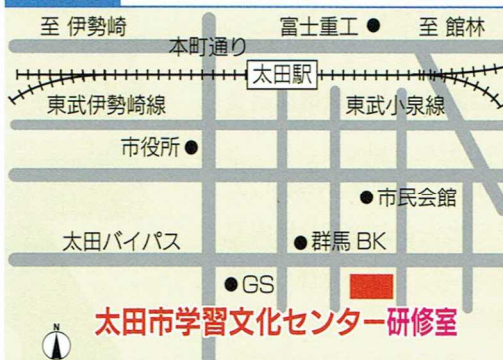 至 伊勢崎
富士重工
至 館林
本町通り
太田駅
東武伊勢崎線
東武小泉線
市役所
市民会館
太田バイパス
群馬 BK
GS
太田市学習文化センター研修室
N